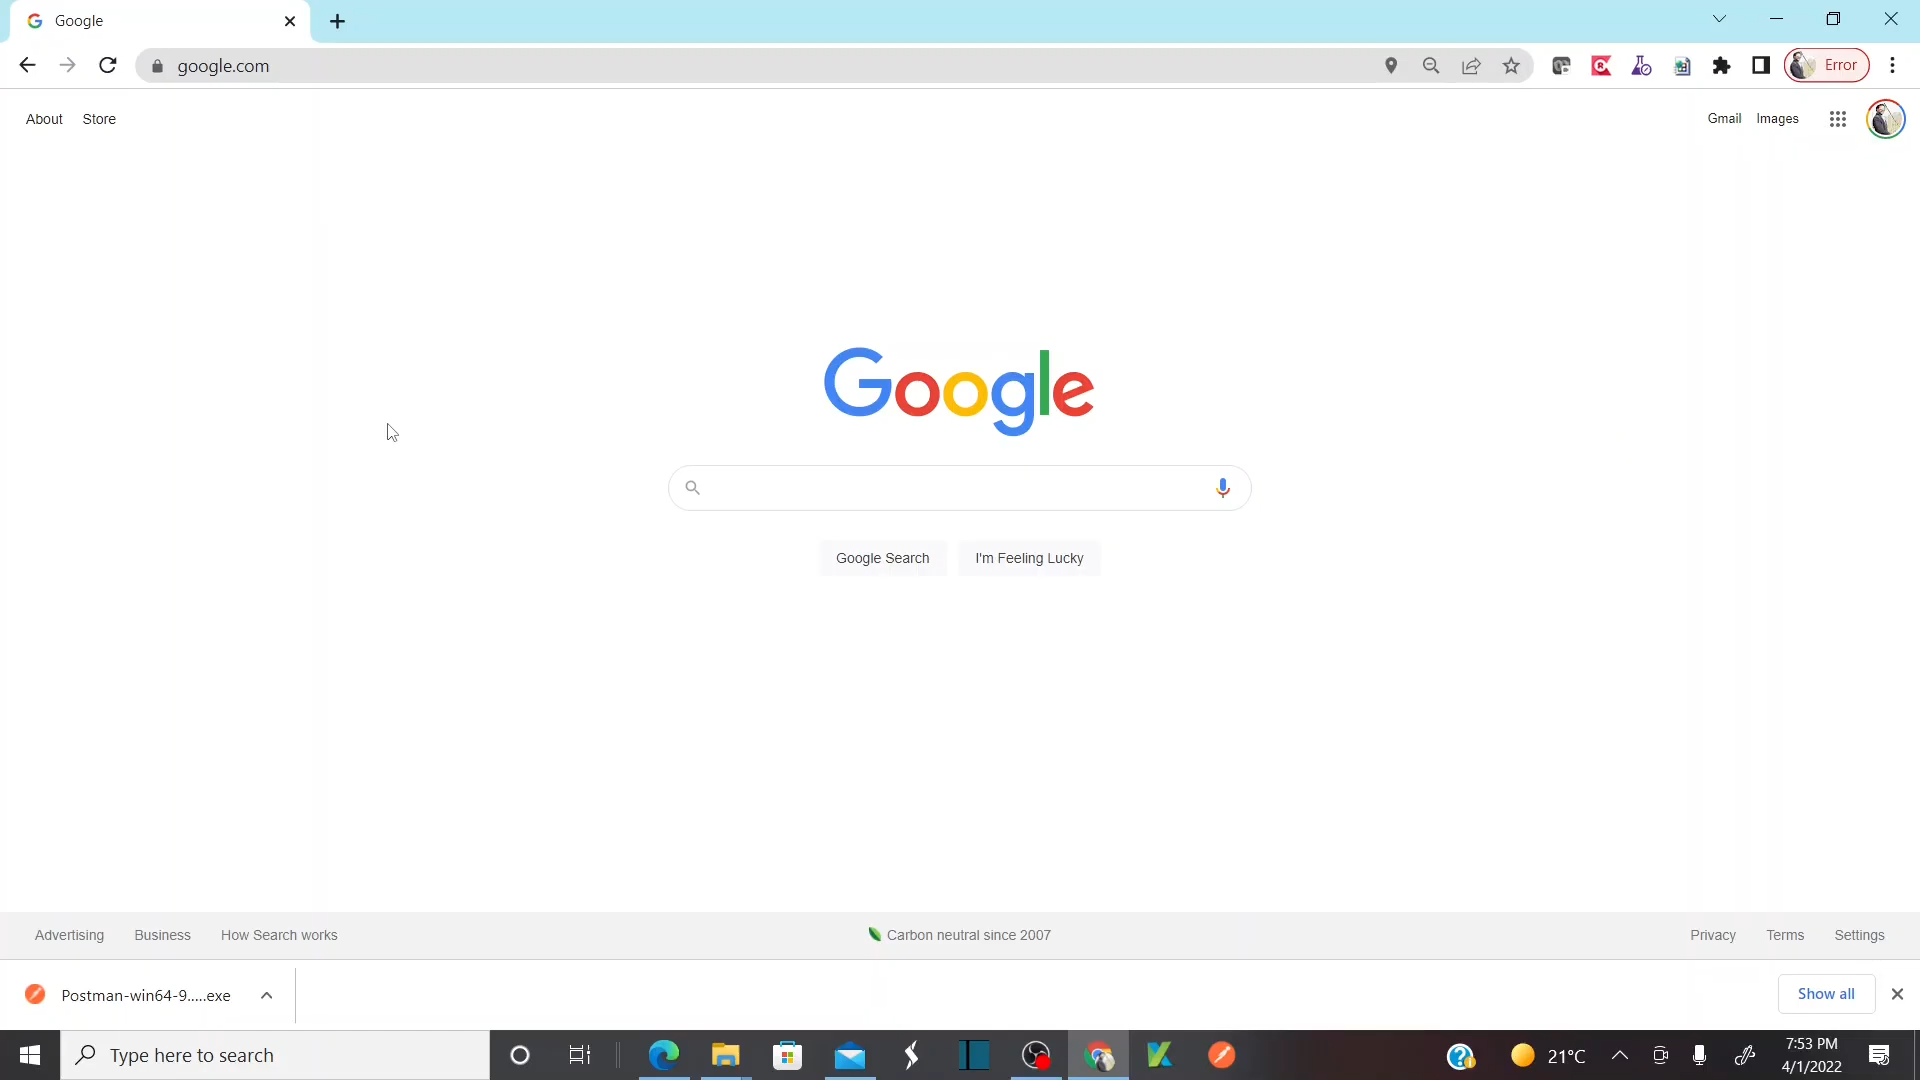 Google
google.com
Error
About Store
Gmail Images
Google
Google Search I'm Feeling Lucky
Advertising Business How Search works
Carbon neutral since 2007
Privacy Terms Settings
Postman-win64-9.....exe
Show all
Type here to search
21°C
7:53 PM
4/1/2022